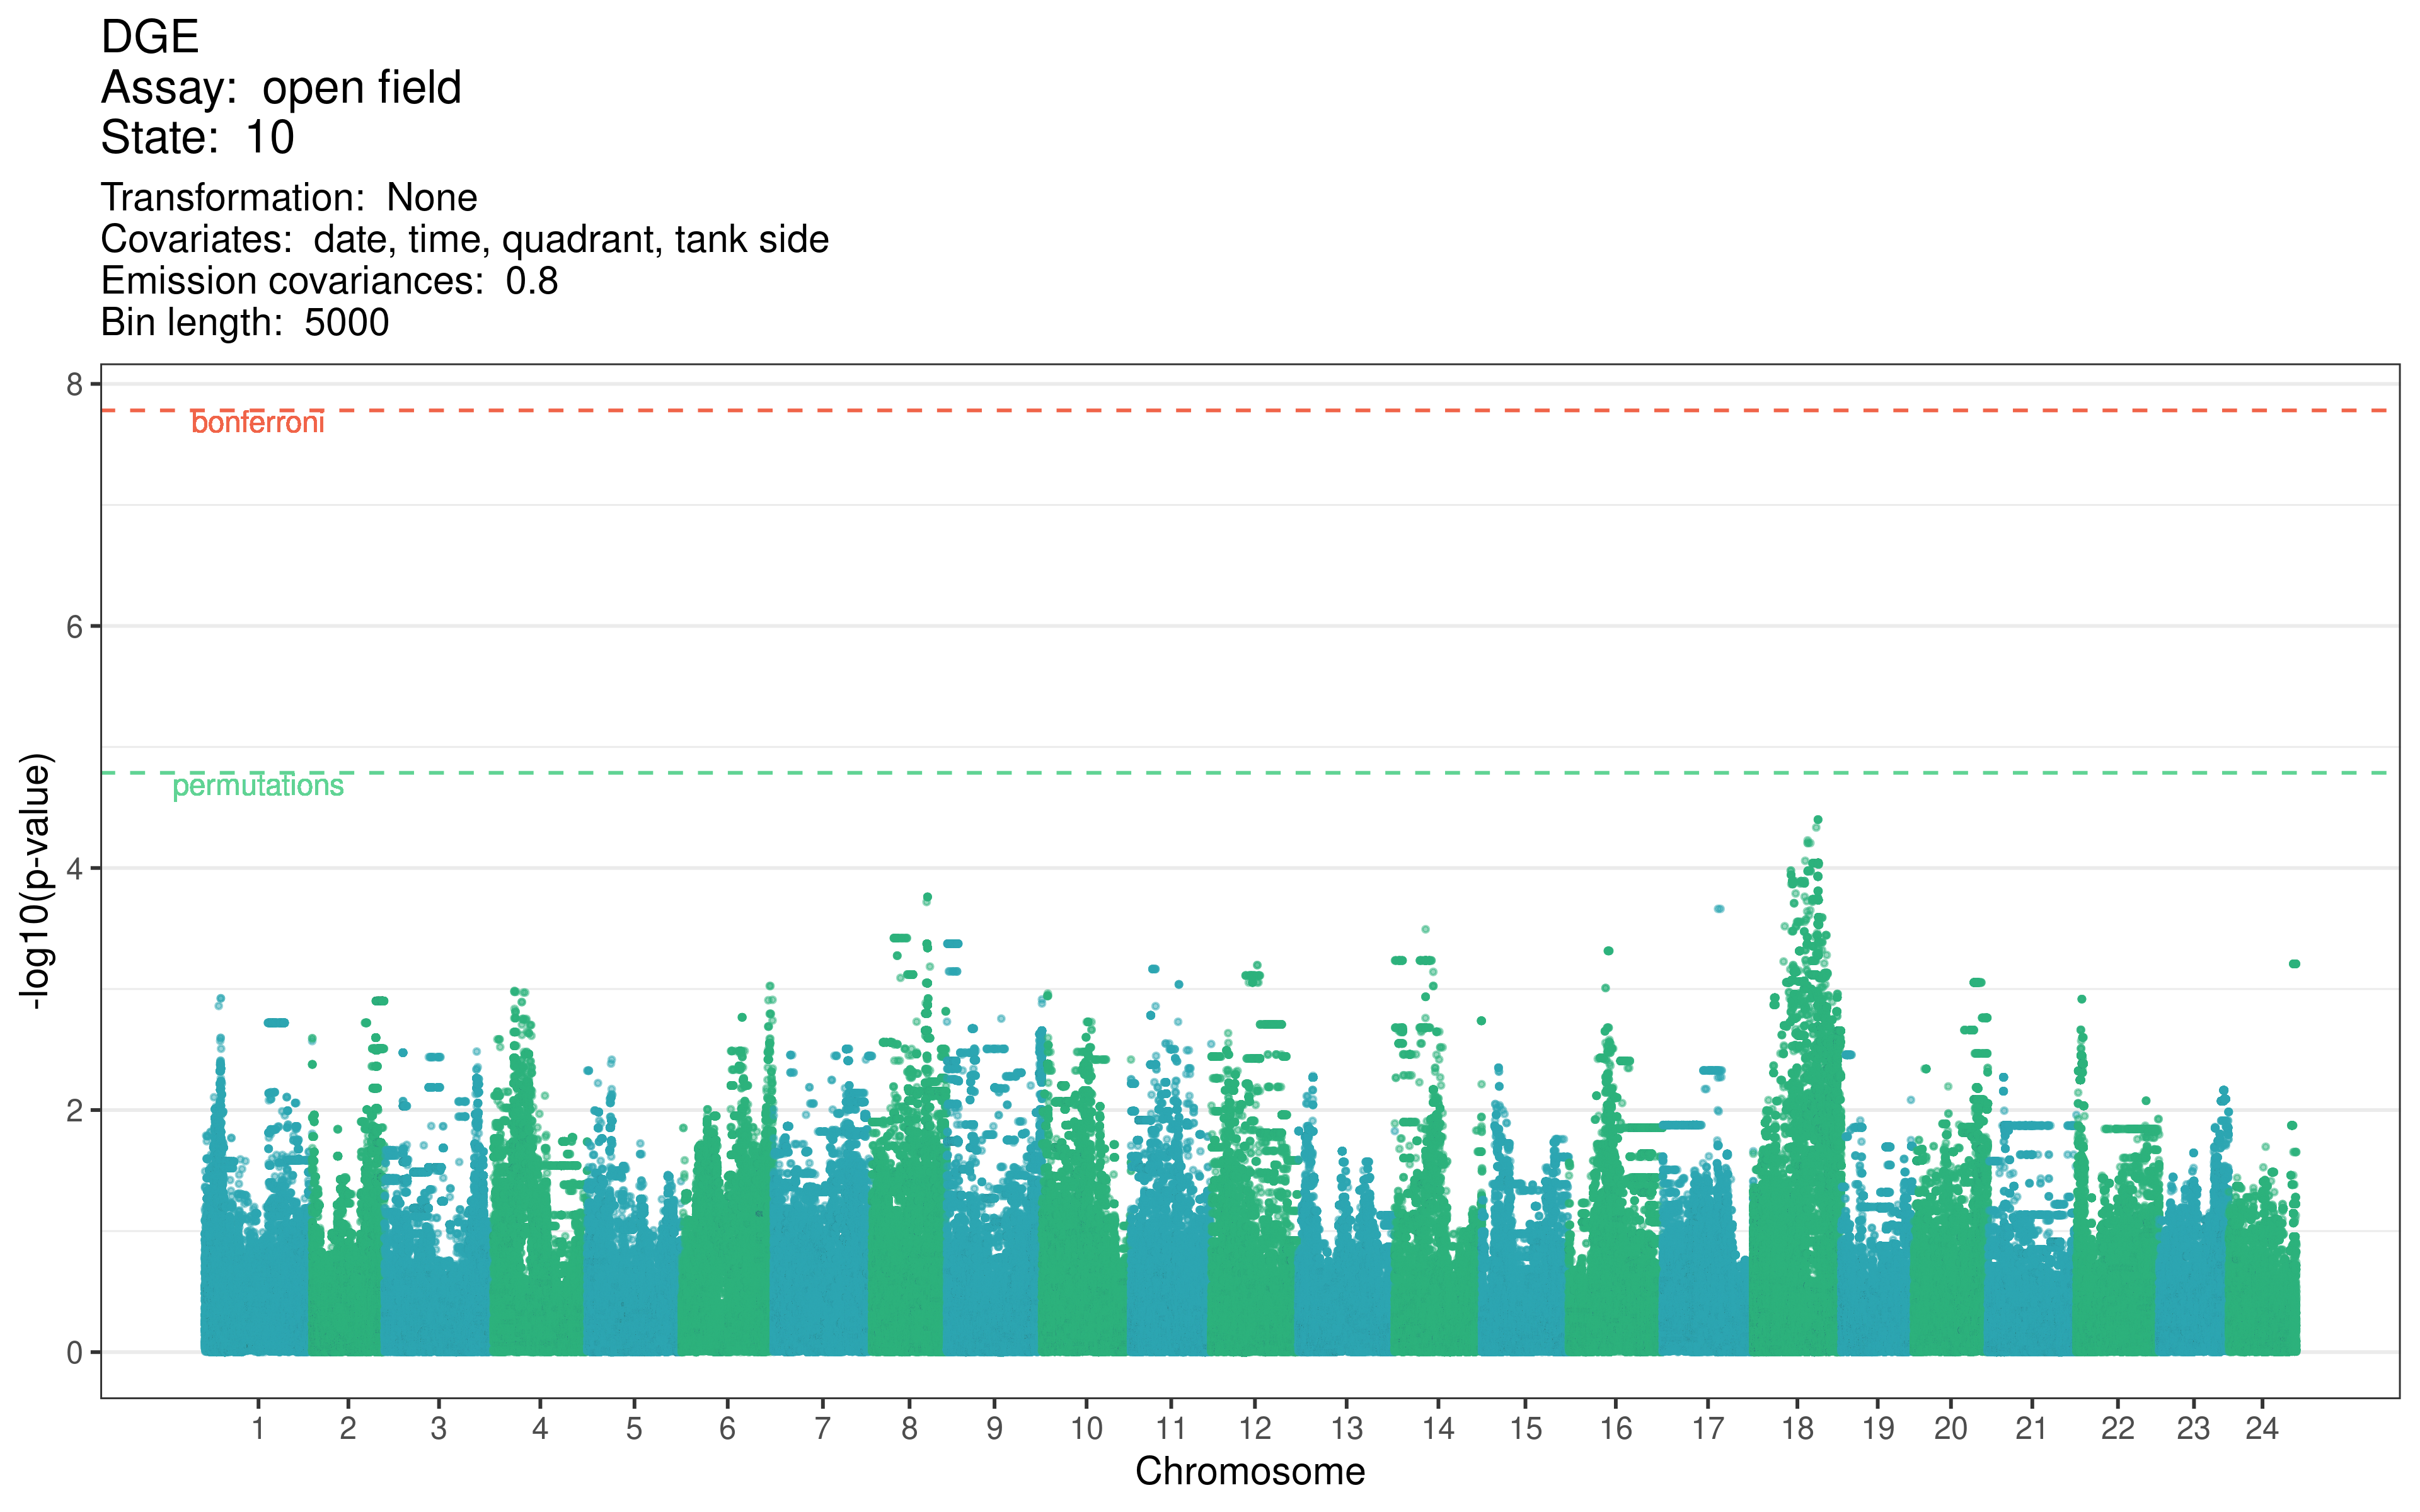 DGE
Assay:  open field
State:  10
Transformation:  None
Covariates:  date, time, quadrant, tank side
Emission covariances:  0.8
Bin length:  5000
8
bonferroni
6
permutations
4
2
0
-log10(p-value)
1 2 3 4 5 6 7 8 9 10 11 12 13 14 15 16 17 18 19 20 21 22 23 24
Chromosome